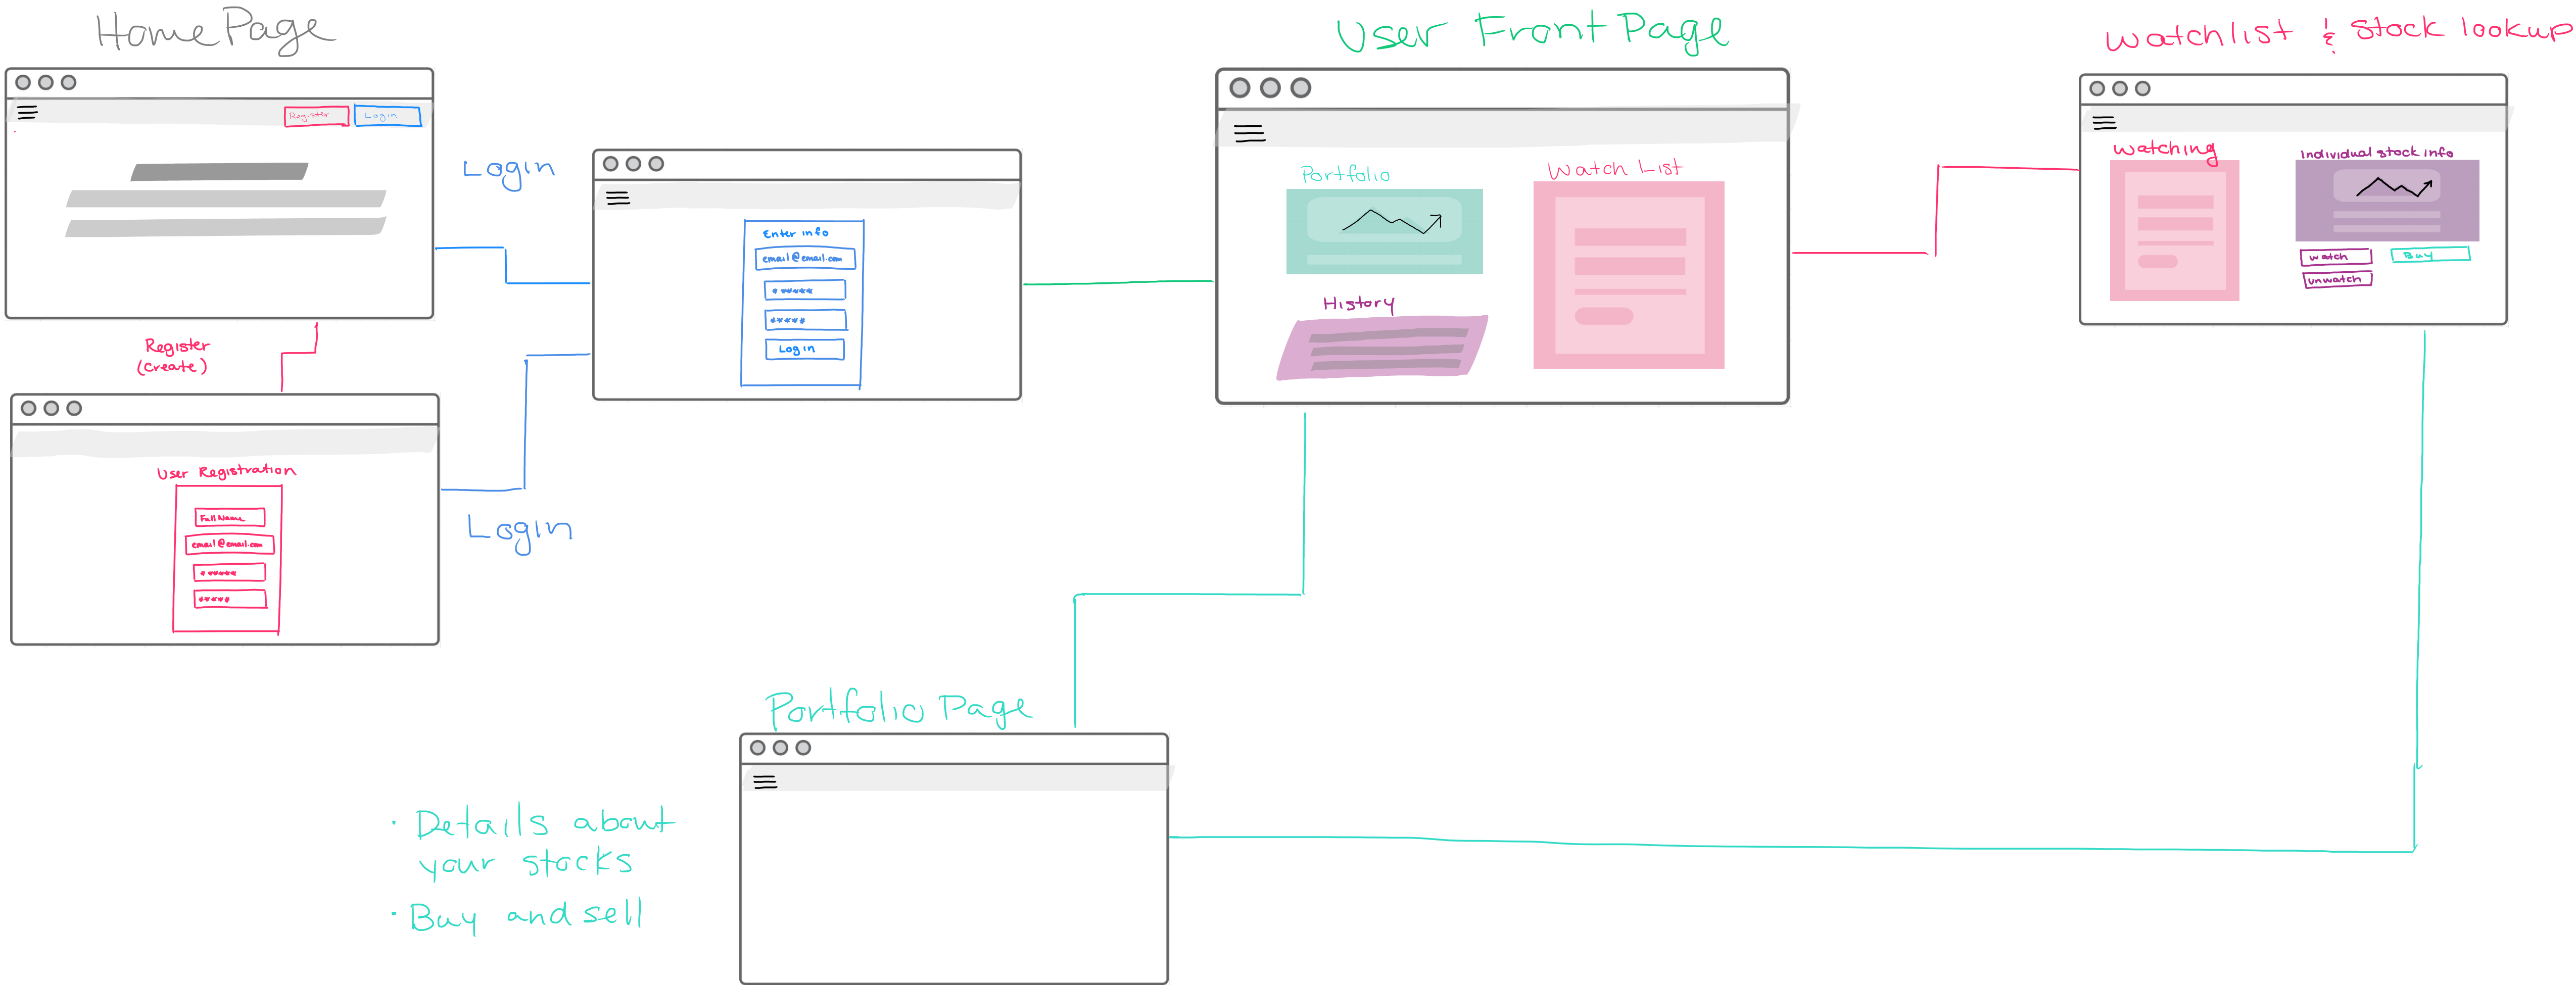 Home Page
Register
Login
Login
Register
(create)
User Registration
Full Name
email@email.com
*****
*****
Login
Enter info
email@email.com
*****
*****
Login
User Front Page
Portfolio
Watch List
History
Watchlist & stock lookup
Watching
Individual stock info
watch
Buy
unwatch
Portfolio Page
· Details about
your stocks
· Buy and sell